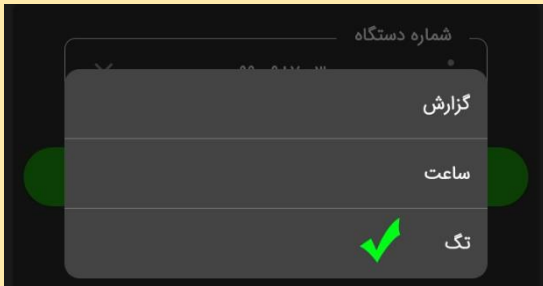 شماره دستگاه
گزارش
ساعت
تگ